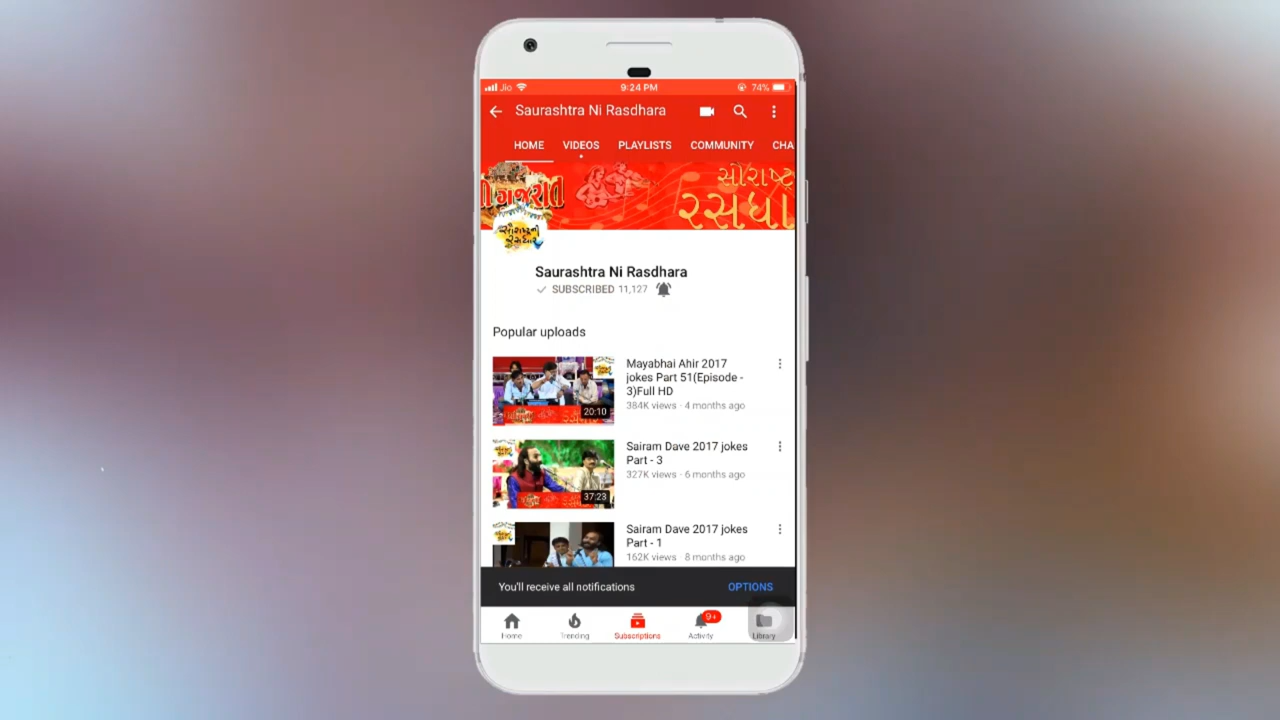 Jio
9:24 PM
74%
Saurashtra Ni Rasdhara
HOME VIDEOS PLAYLISTS COMMUNITY CHA
સૌરાષ્ટ્ર
રસધા
ગુજરાત
Saurashtra Ni Rasdhara
SUBSCRIBED 11,127
Popular uploads
Mayabhai Ahir 2017
jokes Part 51(Episode -
3)Full HD
384K views · 4 months ago
20:10
Sairam Dave 2017 jokes
Part - 3
327K views · 6 months ago
37:23
Sairam Dave 2017 jokes
Part - 1
162K views · 8 months ago
You'll receive all notifications
OPTIONS
9+
Home Trending Subscriptions Activity Library